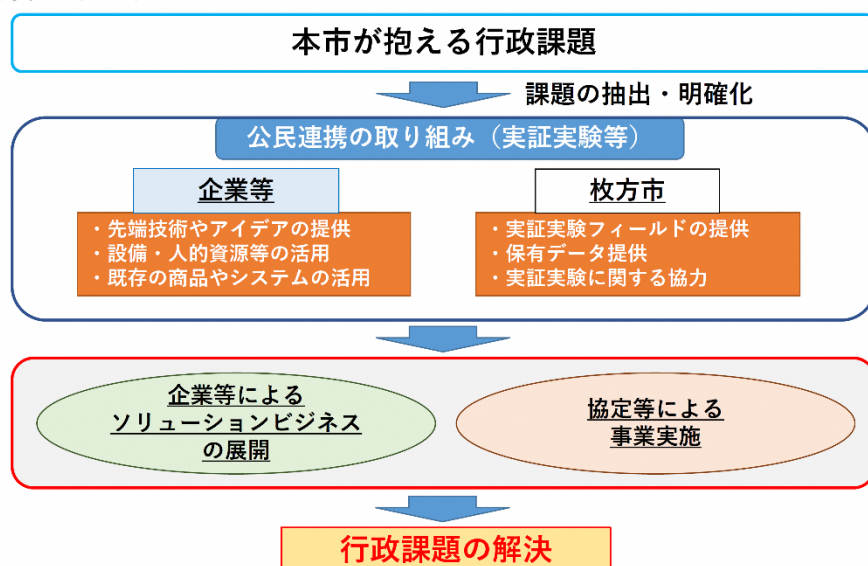 本市が抱える行政課題
課題の抽出・明確化
公民連携の取り組み（実証実験等）
企業等
・先端技術やアイデアの提供
・設備・人的資源等の活用
・既存の商品やシステムの活用
枚方市
・実証実験フィールドの提供
・保有データ提供
・実証実験に関する協力
企業等による
ソリューションビジネス
の展開
協定等による
事業実施
行政課題の解決